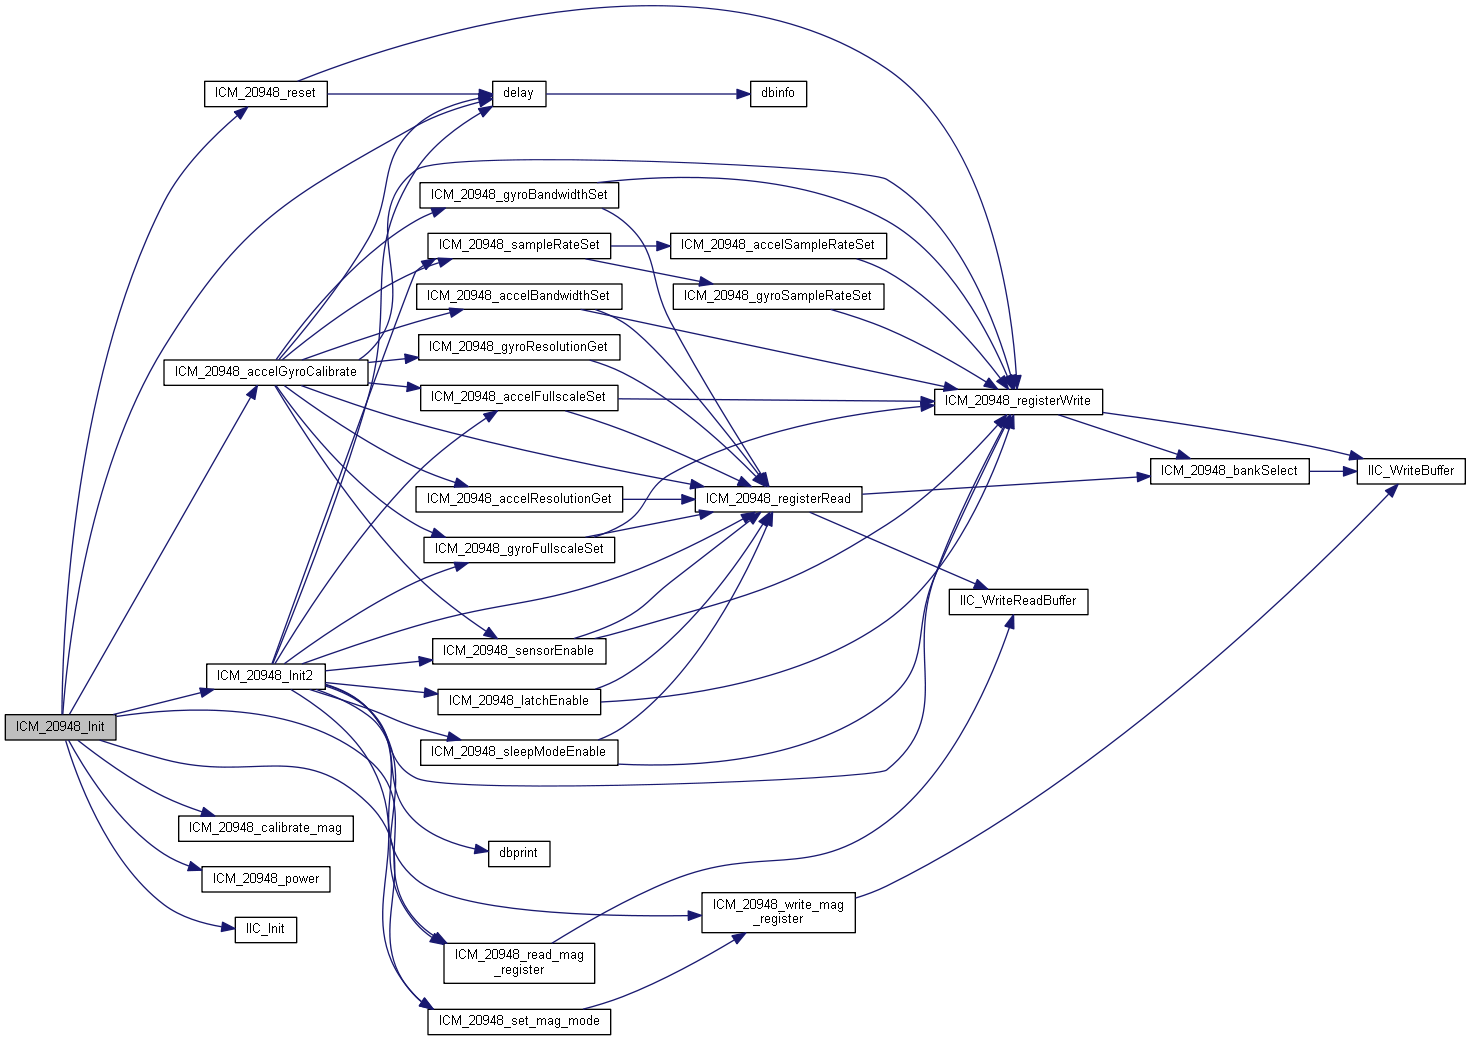 ICM_20948_reset
delay
dbinfo
ICM_20948_gyroBandwidthSet
ICM_20948_sampleRateSet
ICM_20948_accelSampleRateSet
ICM_20948_accelBandwidthSet
ICM_20948_gyroSampleRateSet
ICM_20948_gyroResolutionGet
ICM_20948_accelGyroCalibrate
ICM_20948_accelFullscaleSet
ICM_20948_registerWrite
ICM_20948_bankSelect
IIC_WriteBuffer
ICM_20948_accelResolutionGet
ICM_20948_registerRead
ICM_20948_gyroFullscaleSet
IIC_WriteReadBuffer
ICM_20948_sensorEnable
ICM_20948_Init2
ICM_20948_latchEnable
ICM_20948_Init
ICM_20948_sleepModeEnable
ICM_20948_calibrate_mag
dbprint
ICM_20948_power
ICM_20948_write_mag
_register
IIC_Init
ICM_20948_read_mag
_register
ICM_20948_set_mag_mode